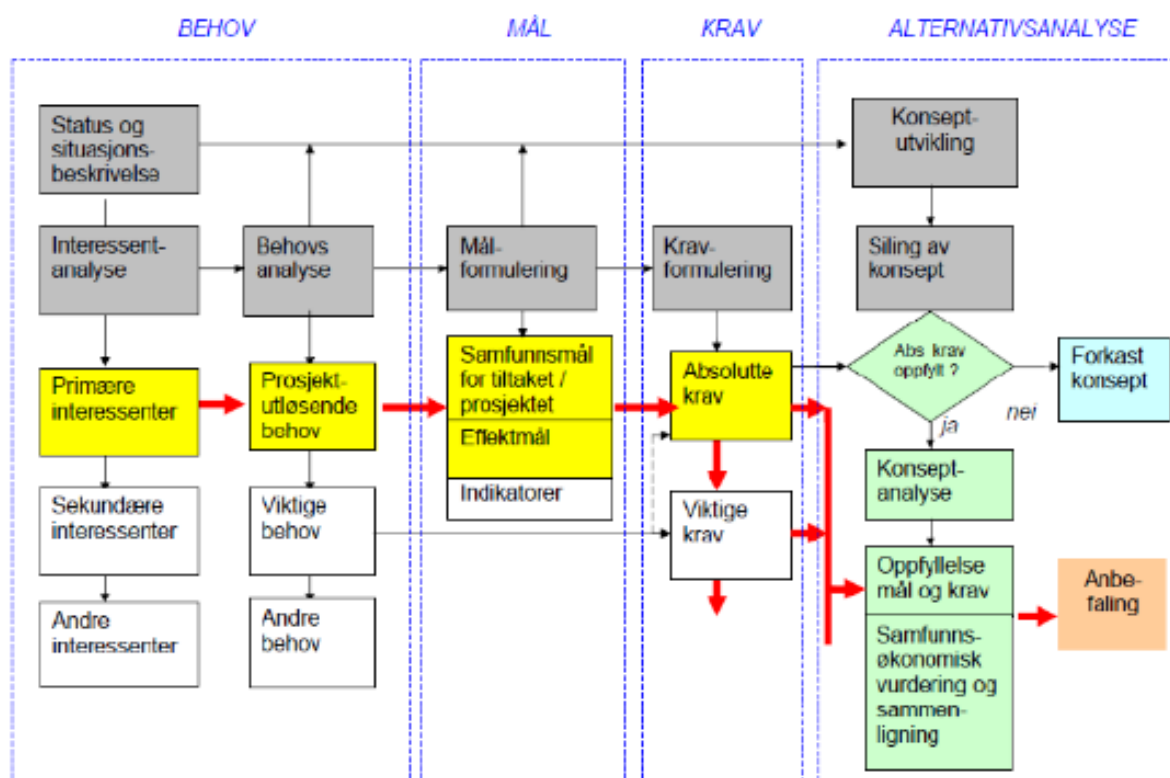 BEHOV
MÅL
KRAV
ALTERNATIVSANALYSE
Status og
situasjons-
beskrivelse
Konsept-
utvikling
Interessent-
analyse
Behovs
analyse
Mål-
formulering
Krav-
formulering
Siling av
konsept
Primære
interessenter
Prosjekt-
utløsende
behov
Samfunnsmål
for tiltaket /
prosjektet
Effektmål
Indikatorer
Absolutte
krav
Abs krav
oppfylt ?
Forkast
konsept
nei
ja
Sekundære
interessenter
Viktige
behov
Viktige
krav
Konsept-
analyse
Andre
interessenter
Andre
behov
Oppfyllelse
mål og krav
Samfunns-
økonomisk
vurdering og
sammen-
ligning
Anbe-
faling